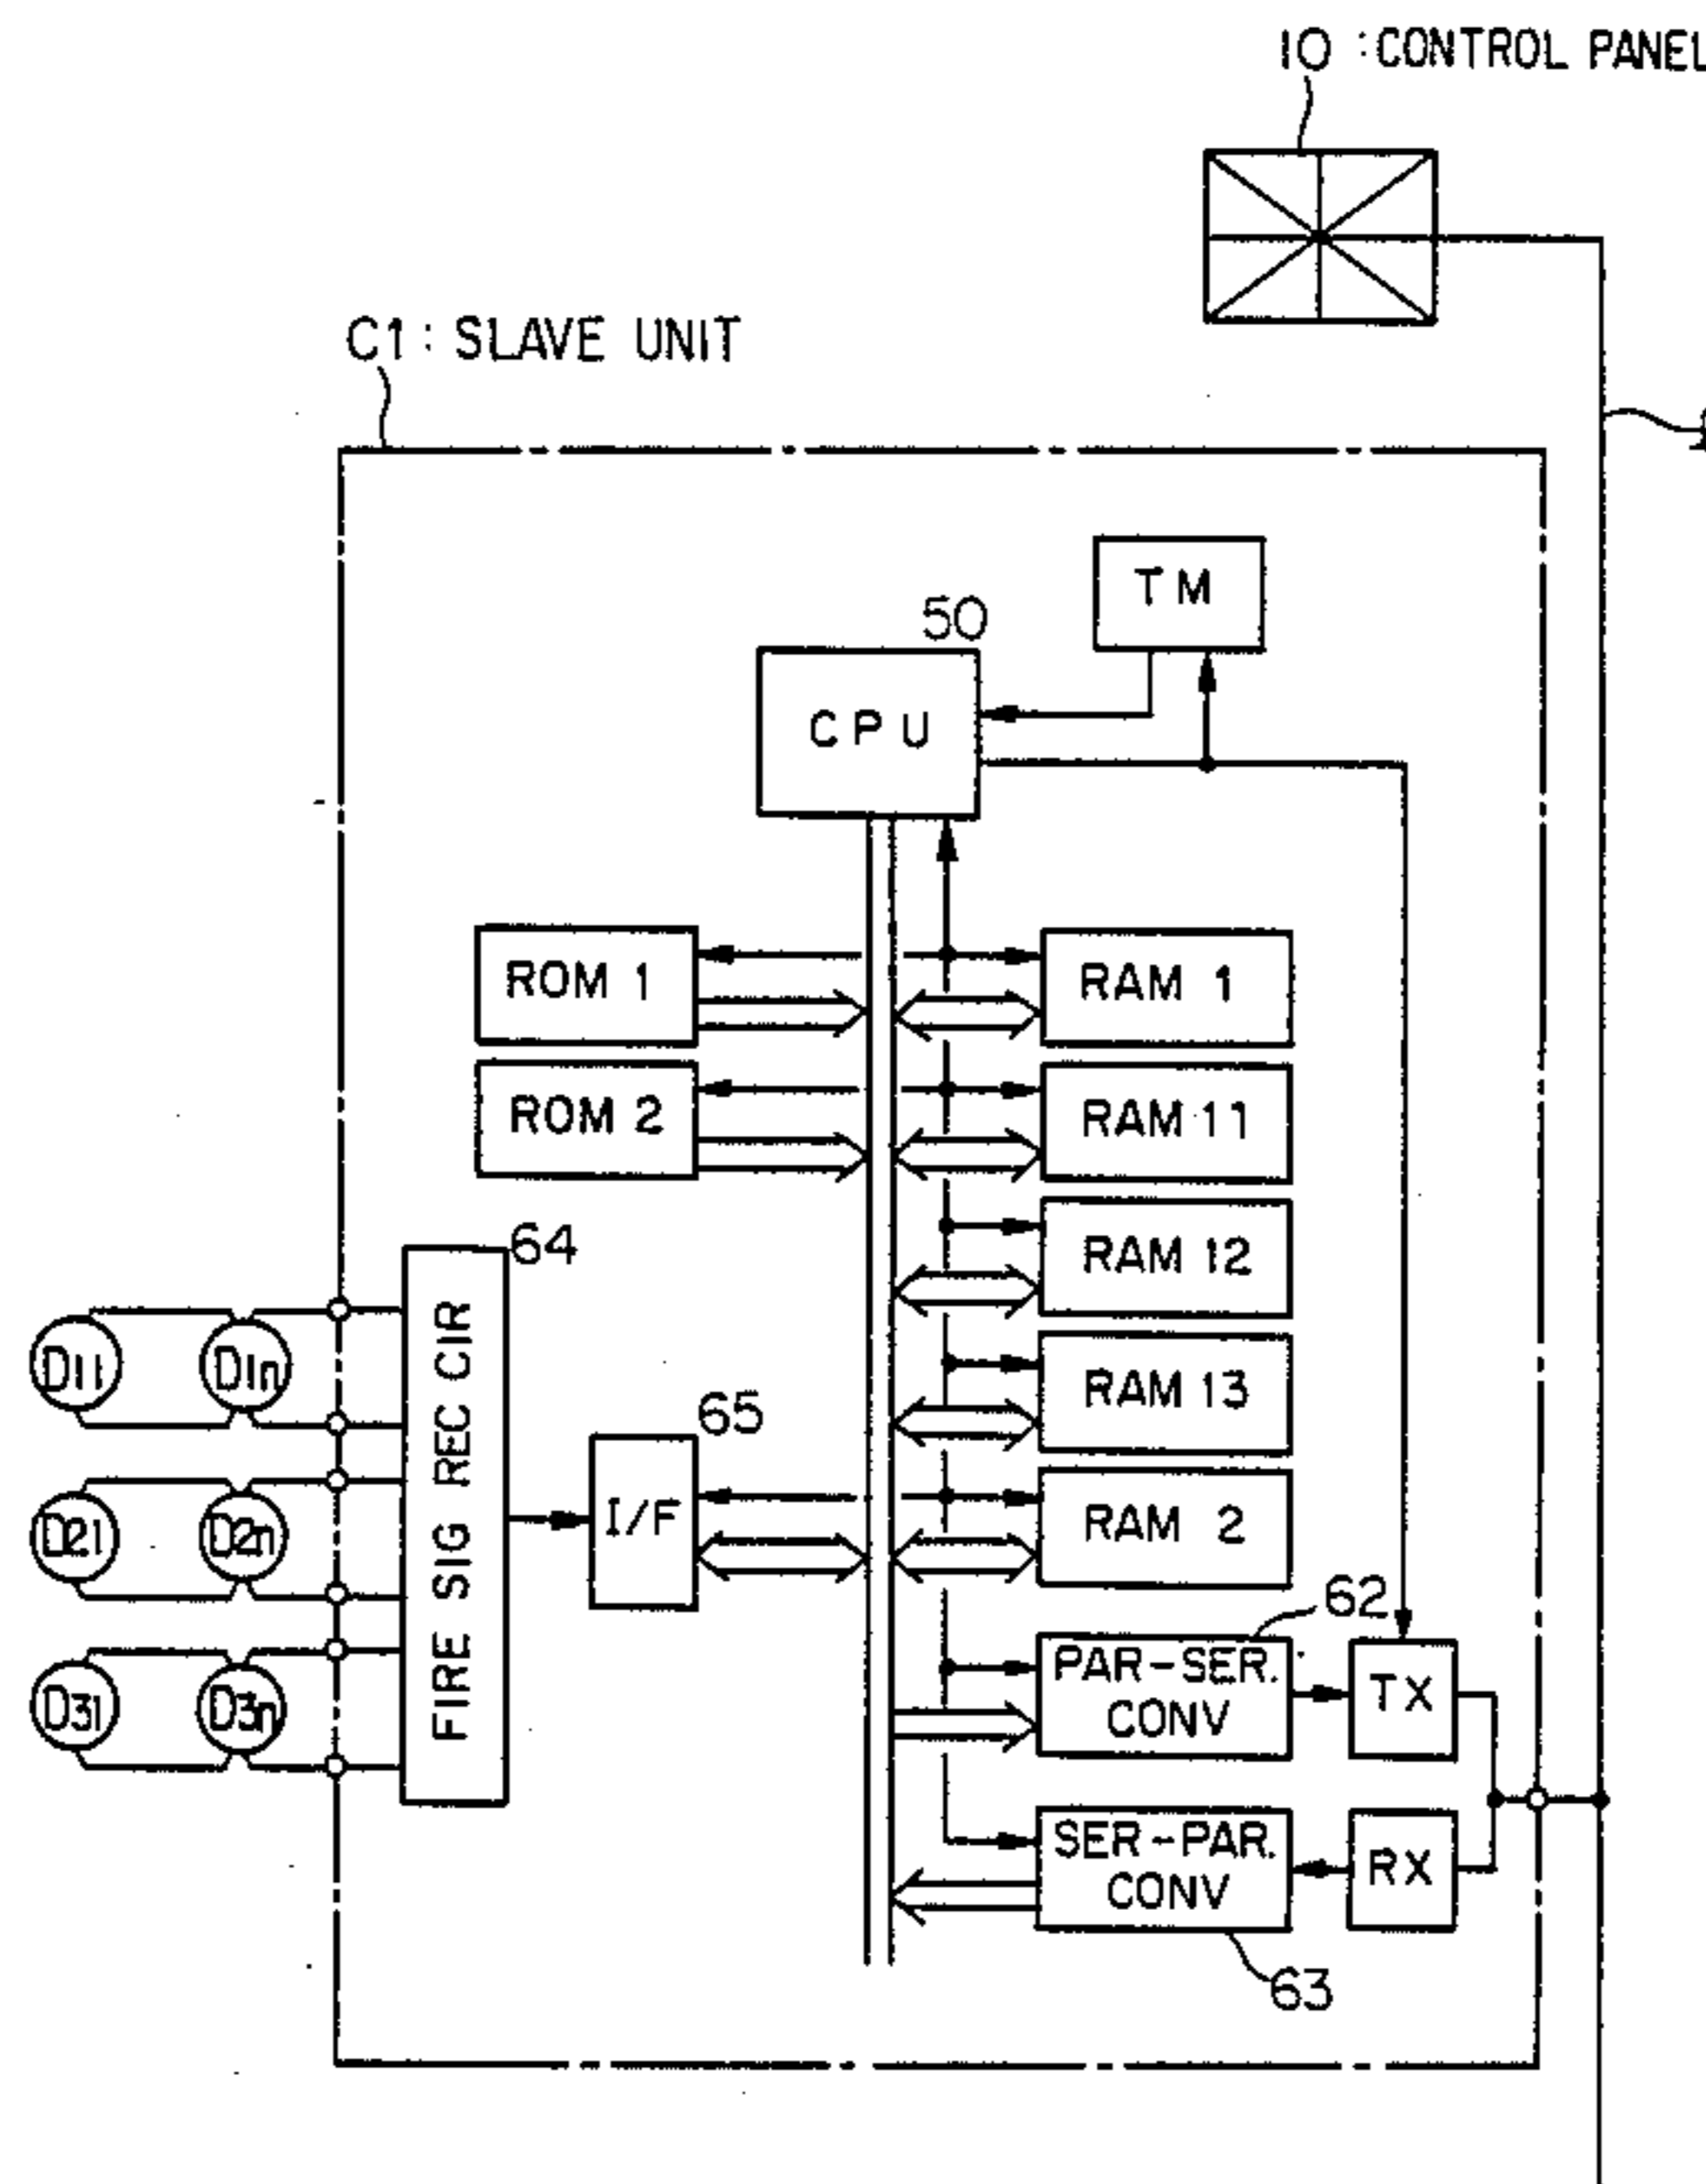 10 : CONTROL PANEL
C1 : SLAVE UNIT
TM
50
CPU
ROM 1
RAM 1
ROM 2
RAM 11
64
RAM 12
D11
D1n
FIRE SIG REC CIR
RAM 13
65
I/F
RAM 2
D21
D2n
62
PAR-SER.
CONV
TX
D31
D3n
SER-PAR.
CONV
RX
63